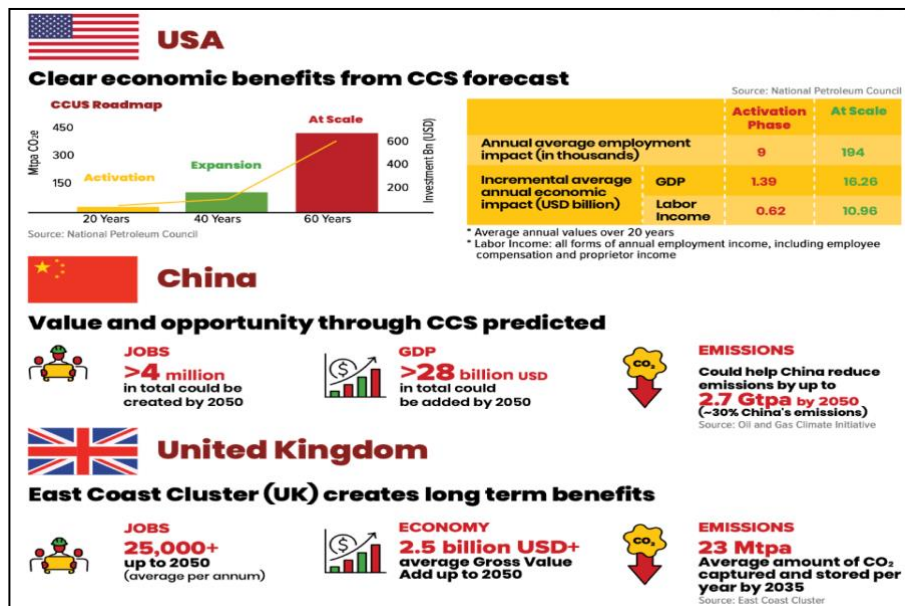 USA
Clear economic benefits from CCS forecast
Source: National Petroleum Council
CCUS Roadmap
Mtpa CO₂e
450
300
150
Activation
Expansion
At Scale
600
400
200
Investment Bn (USD)
20 Years
40 Years
60 Years
Source: National Petroleum Council
Activation
Phase
At Scale
Annual average employment
impact (in thousands)
9
194
Incremental average
annual economic
impact (USD billion)
GDP
1.39
16.26
Labor
Income
0.62
10.96
* Average annual values over 20 years
* Labor Income: all forms of annual employment income, including employee
compensation and proprietor income
China
Value and opportunity through CCS predicted
JOBS
>4 million
in total could be
created by 2050
GDP
>28 billion USD
in total could
be added by 2050
CO₂
EMISSIONS
Could help China reduce
emissions by up to
2.7 Gtpa by 2050
(~30% China's emissions)
Source: Oil and Gas Climate Initiative
United Kingdom
East Coast Cluster (UK) creates long term benefits
JOBS
25,000+
up to 2050
(average per annum)
ECONOMY
2.5 billion USD+
average Gross Value
Add up to 2050
CO₂
EMISSIONS
23 Mtpa
Average amount of CO₂
captured and stored per
year by 2035
Source: East Coast Cluster